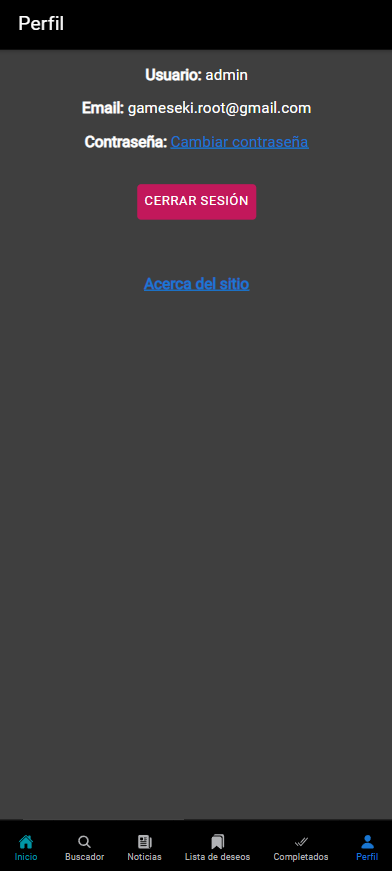 Perfil
Usuario: admin
Email: gameseki.root@gmail.com
Contraseña: Cambiar contraseña
CERRAR SESIÓN
Acerca del sitio
Inicio Buscador Noticias Lista de deseos Completados Perfil